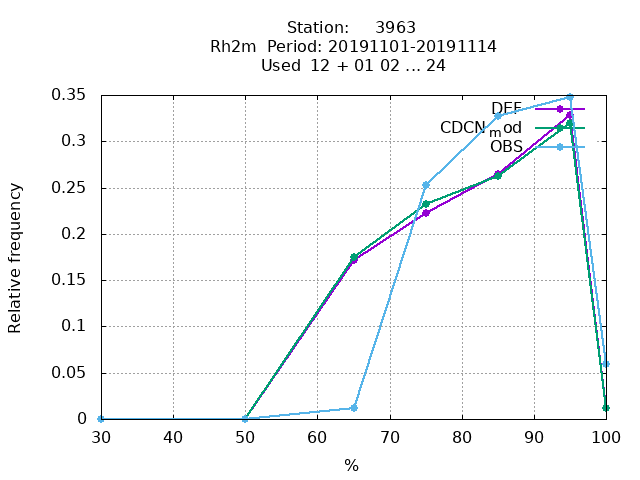 Station: 3963
Rh2m Period: 20191101-20191114
Used 12 + 01 02 ... 24
0.35
0.3
0.25
0.2
0.15
0.1
0.05
0
Relative frequency
DEF
CDCNmod
OBS
30 40 50 60 70 80 90 100
%